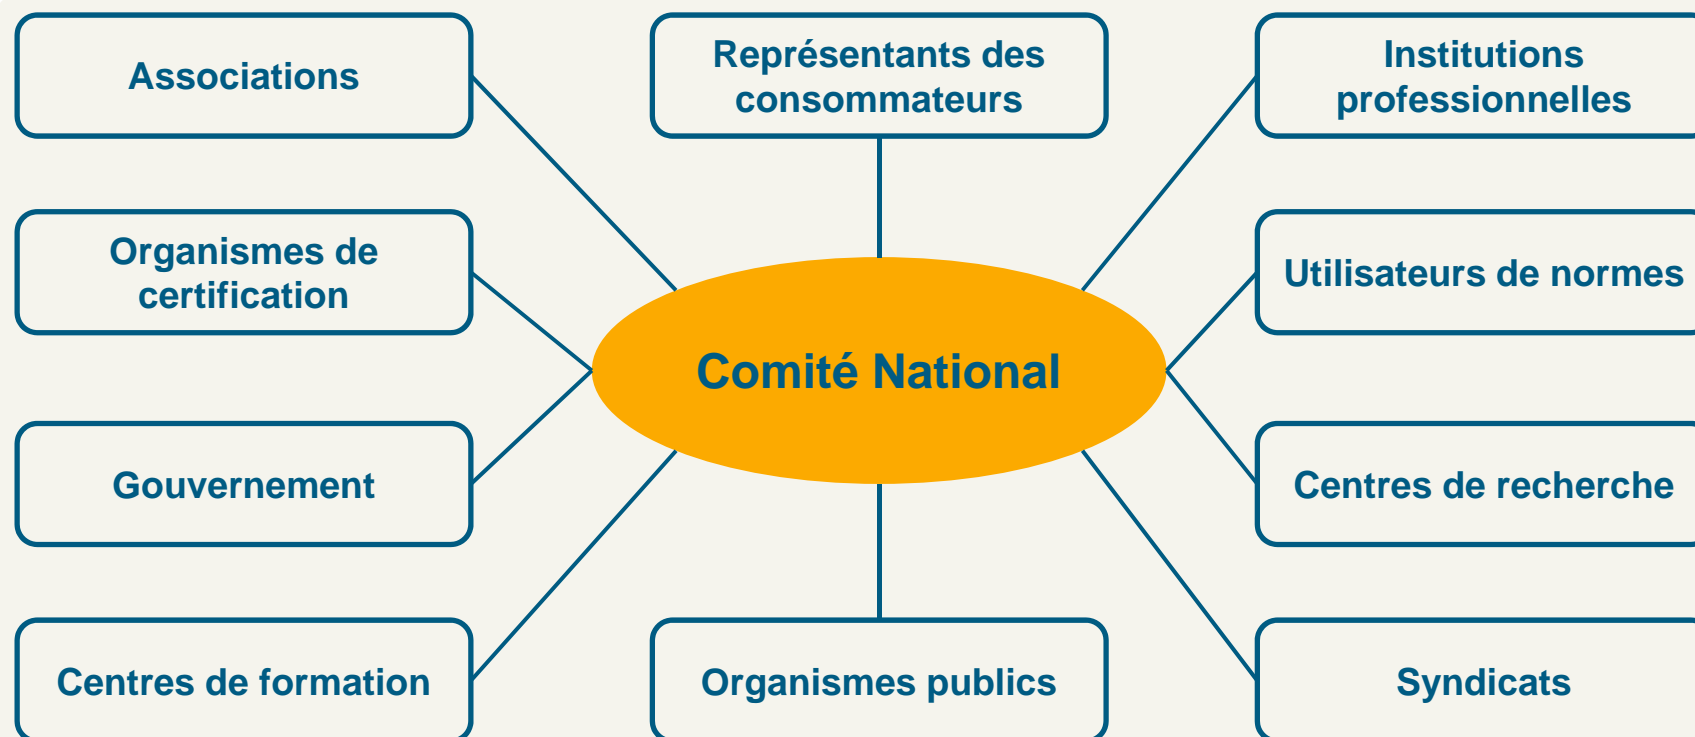 Associations
Représentants des
consommateurs
Institutions
professionnelles
Organismes de
certification
Utilisateurs de normes
Comité National
Gouvernement
Centres de recherche
Centres de formation
Organismes publics
Syndicats